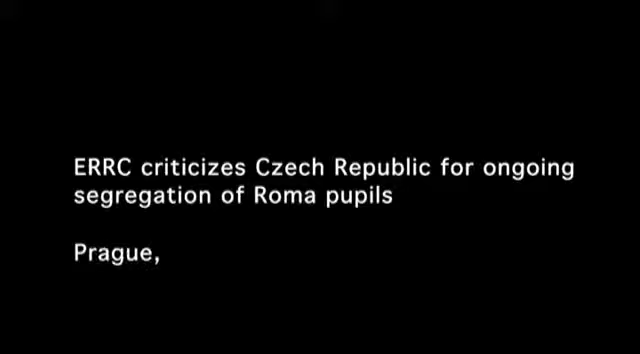 ERRC criticizes Czech Republic for ongoing
segregation of Roma pupils
Prague,